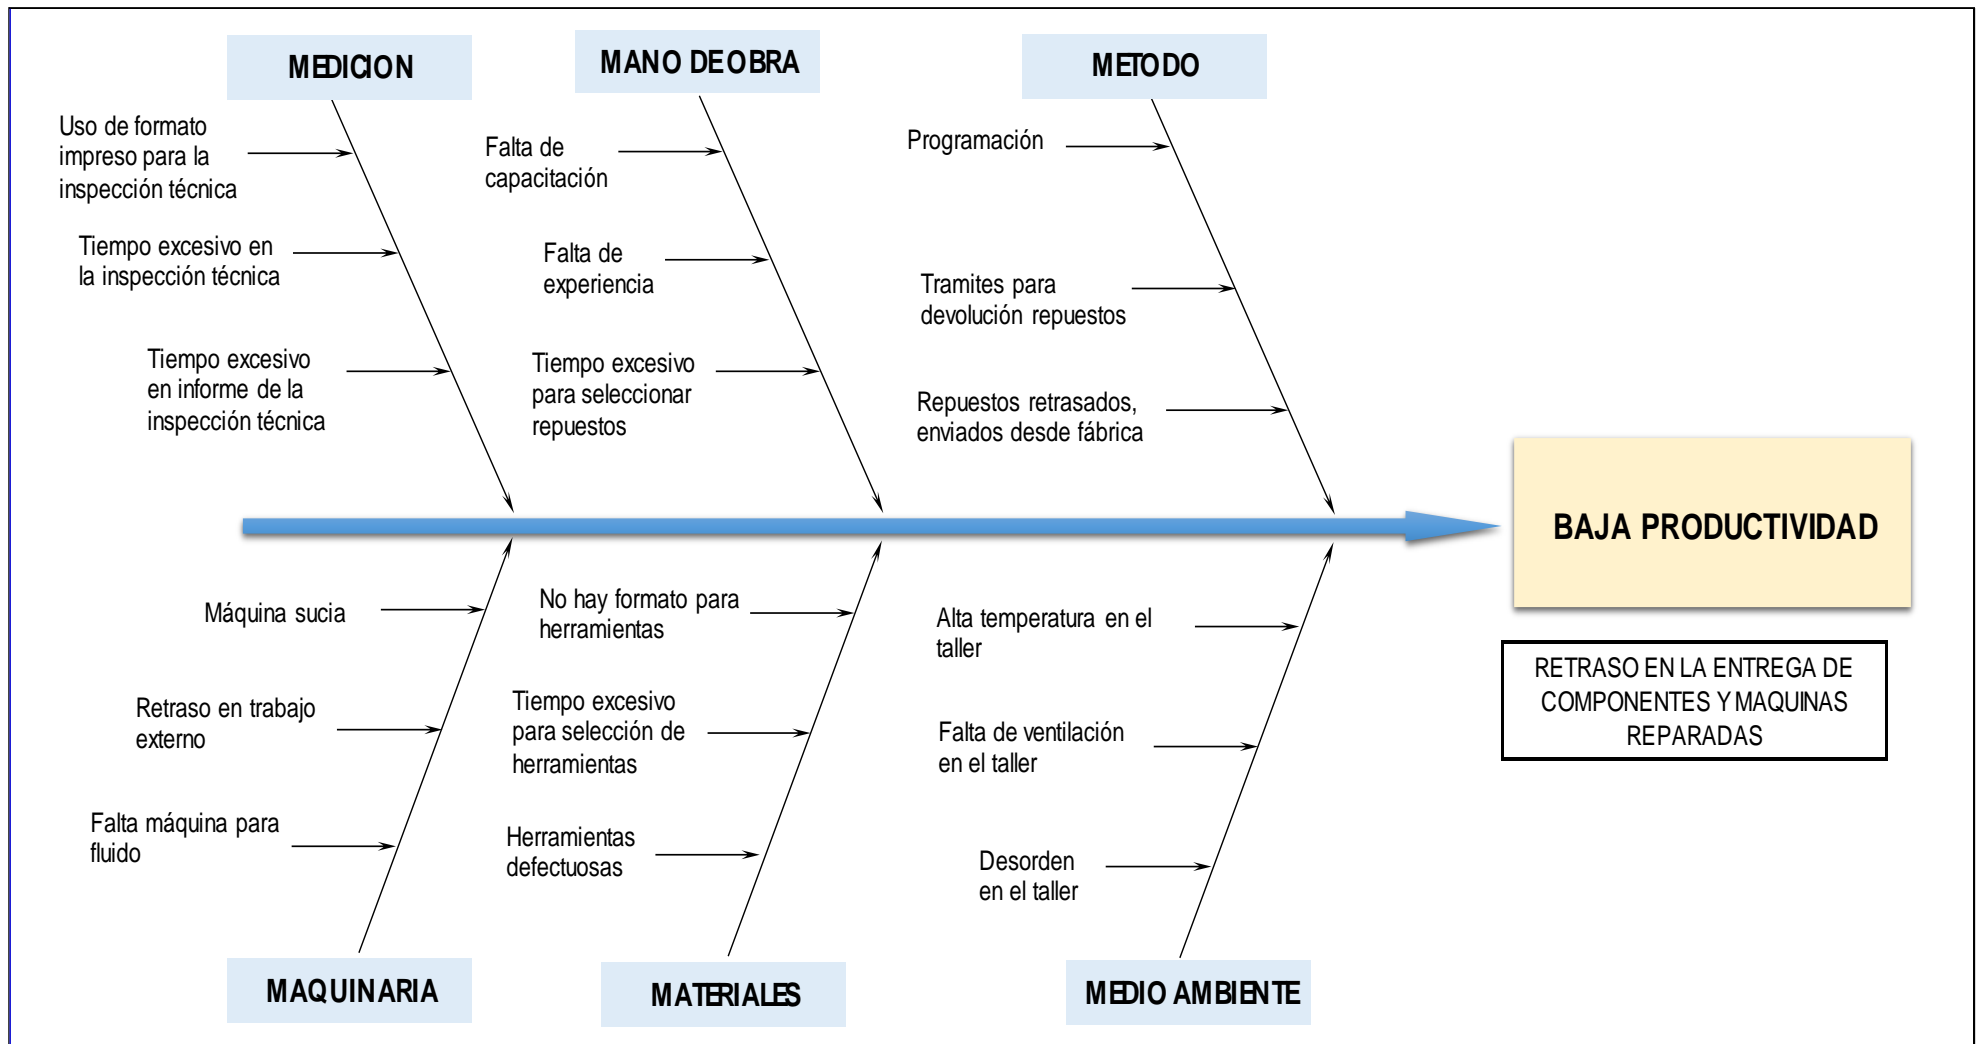 MEDICION
MANO DE OBRA
METODO
Uso de formato
impreso para la
inspección técnica
Tiempo excesivo en
la inspección técnica
Tiempo excesivo
en informe de la
inspección técnica
Falta de
capacitación
Falta de
experiencia
Tiempo excesivo
para seleccionar
repuestos
Programación
Tramites para
devolución repuestos
Repuestos retrasados,
enviados desde fábrica
BAJA PRODUCTIVIDAD
RETRASO EN LA ENTREGA DE
COMPONENTES Y MAQUINAS
REPARADAS
Máquina sucia
Retraso en trabajo
externo
Falta máquina para
fluido
No hay formato para
herramientas
Tiempo excesivo
para selección de
herramientas
Herramientas
defectuosas
Alta temperatura en el
taller
Falta de ventilación
en el taller
Desorden
en el taller
MAQUINARIA
MATERIALES
MEDIO AMBIENTE